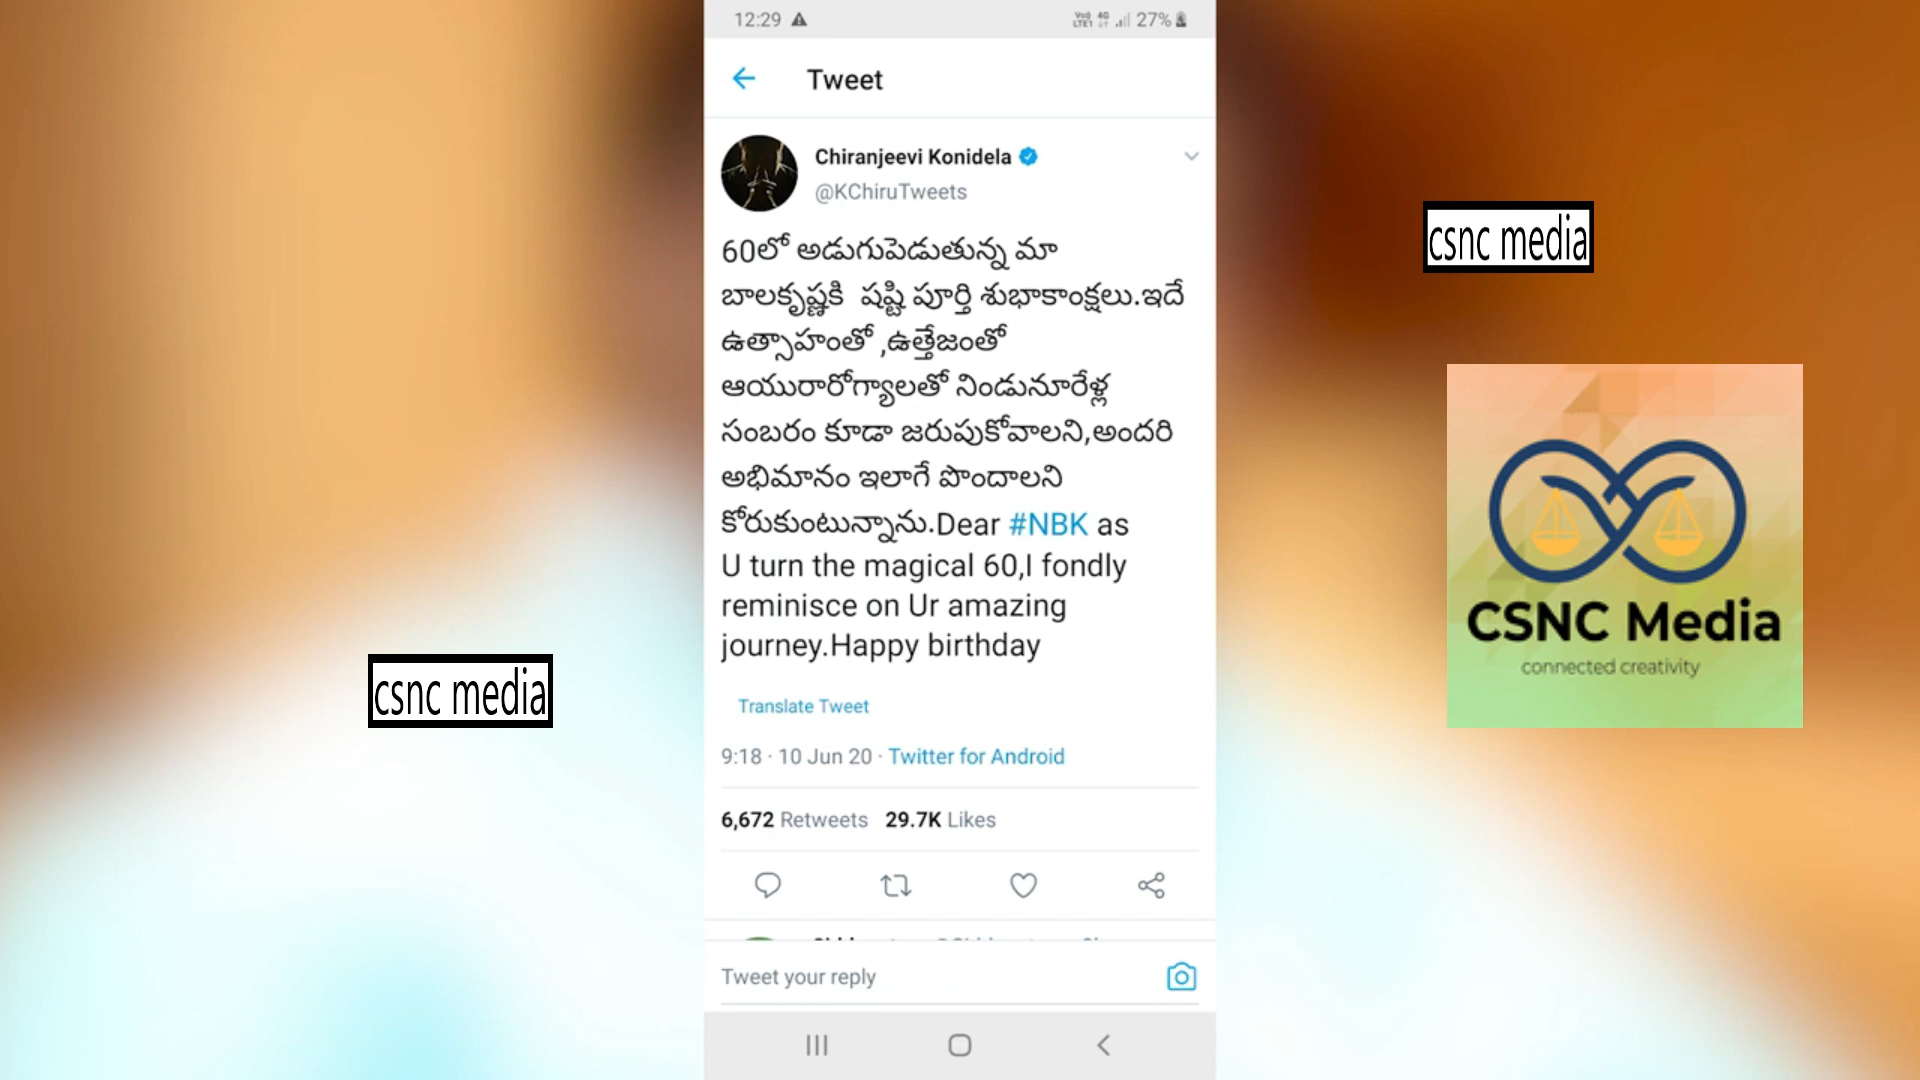 12:29
Vo) 4G
LTE1
27%
Tweet
Chiranjeevi Konidela
@KChiruTweets
60లో అడుగుపెడుతున్న మా
బాలకృష్ణకి షష్టి పూర్తి శుభాకాంక్షలు.ఇదే
ఉత్సాహంతో ,ఉత్తేజంతో
ఆయురారోగ్యాలతో నిండునూరేళ్ల
సంబరం కూడా జరుపుకోవాలని,అందరి
అభిమానం ఇలాగే పొందాలని
కోరుకుంటున్నాను.Dear #NBK as
U turn the magical 60,I fondly
reminisce on Ur amazing
journey.Happy birthday
Translate Tweet
9:18 · 10 Jun 20 · Twitter for Android
6,672 Retweets 29.7K Likes
Tweet your reply
csnc media
csnc media
CSNC Media
connected creativity